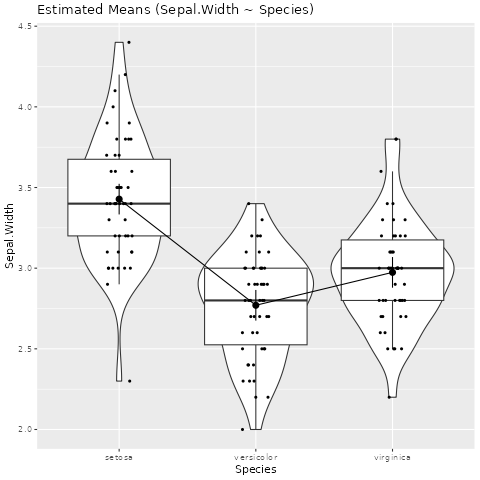 Estimated Means (Sepal.Width ~ Species)
4.5
4.0
3.5
3.0
2.5
2.0
Sepal.Width
setosa
versicolor
virginica
Species